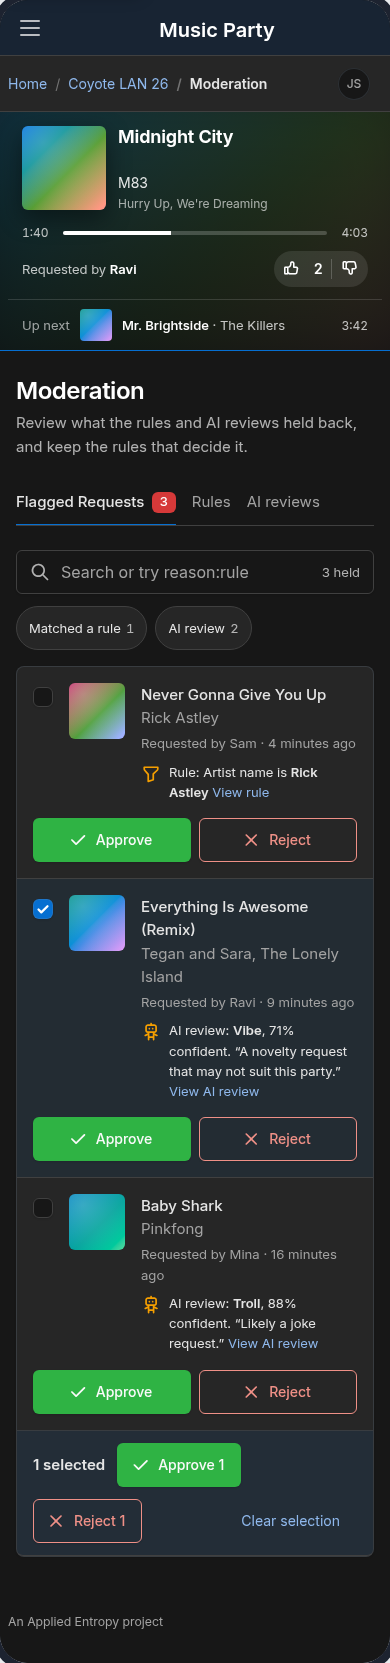 Music Party
Home / Coyote LAN 26 / Moderation
JS
Midnight City
M83
Hurry Up, We're Dreaming
1:40
4:03
Requested by Ravi
2
Up next
Mr. Brightside · The Killers
3:42
Moderation
Review what the rules and AI reviews held back,
and keep the rules that decide it.
Flagged Requests 3 Rules AI reviews
Search or try reason:rule
3 held
Matched a rule 1
AI review 2
Never Gonna Give You Up
Rick Astley
Requested by Sam · 4 minutes ago
Rule: Artist name is Rick
Astley View rule
Approve
Reject
Everything Is Awesome
(Remix)
Tegan and Sara, The Lonely
Island
Requested by Ravi · 9 minutes ago
AI review: Vibe, 71%
confident. “A novelty request
that may not suit this party.”
View AI review
Approve
Reject
Baby Shark
Pinkfong
Requested by Mina · 16 minutes
ago
AI review: Troll, 88%
confident. “Likely a joke
request.” View AI review
Approve
Reject
1 selected
Approve 1
Reject 1
Clear selection
An Applied Entropy project